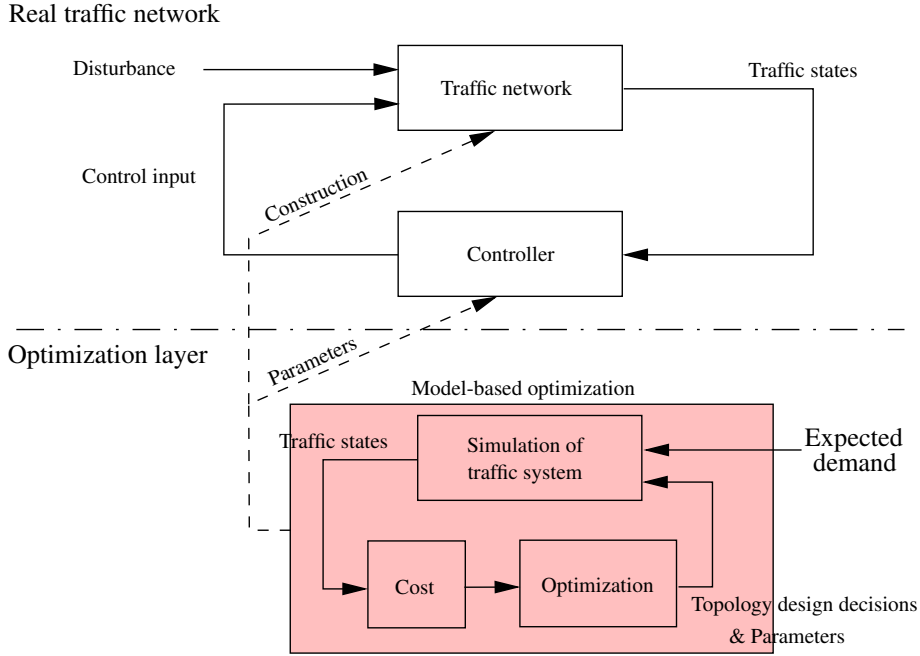 Real traffic network
Disturbance
Traffic network
Traffic states
Control input
Construction
Controller
Optimization layer
Parameters
Model-based optimization
Traffic states
Simulation of
traffic system
Expected
demand
Cost
Optimization
Topology design decisions
& Parameters